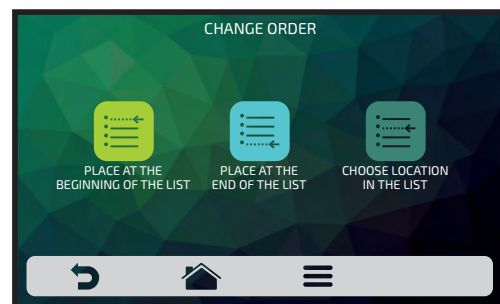 CHANGE ORDER
PLACE AT THE
BEGINNING OF THE LIST
PLACE AT THE
END OF THE LIST
CHOOSE LOCATION
IN THE LIST